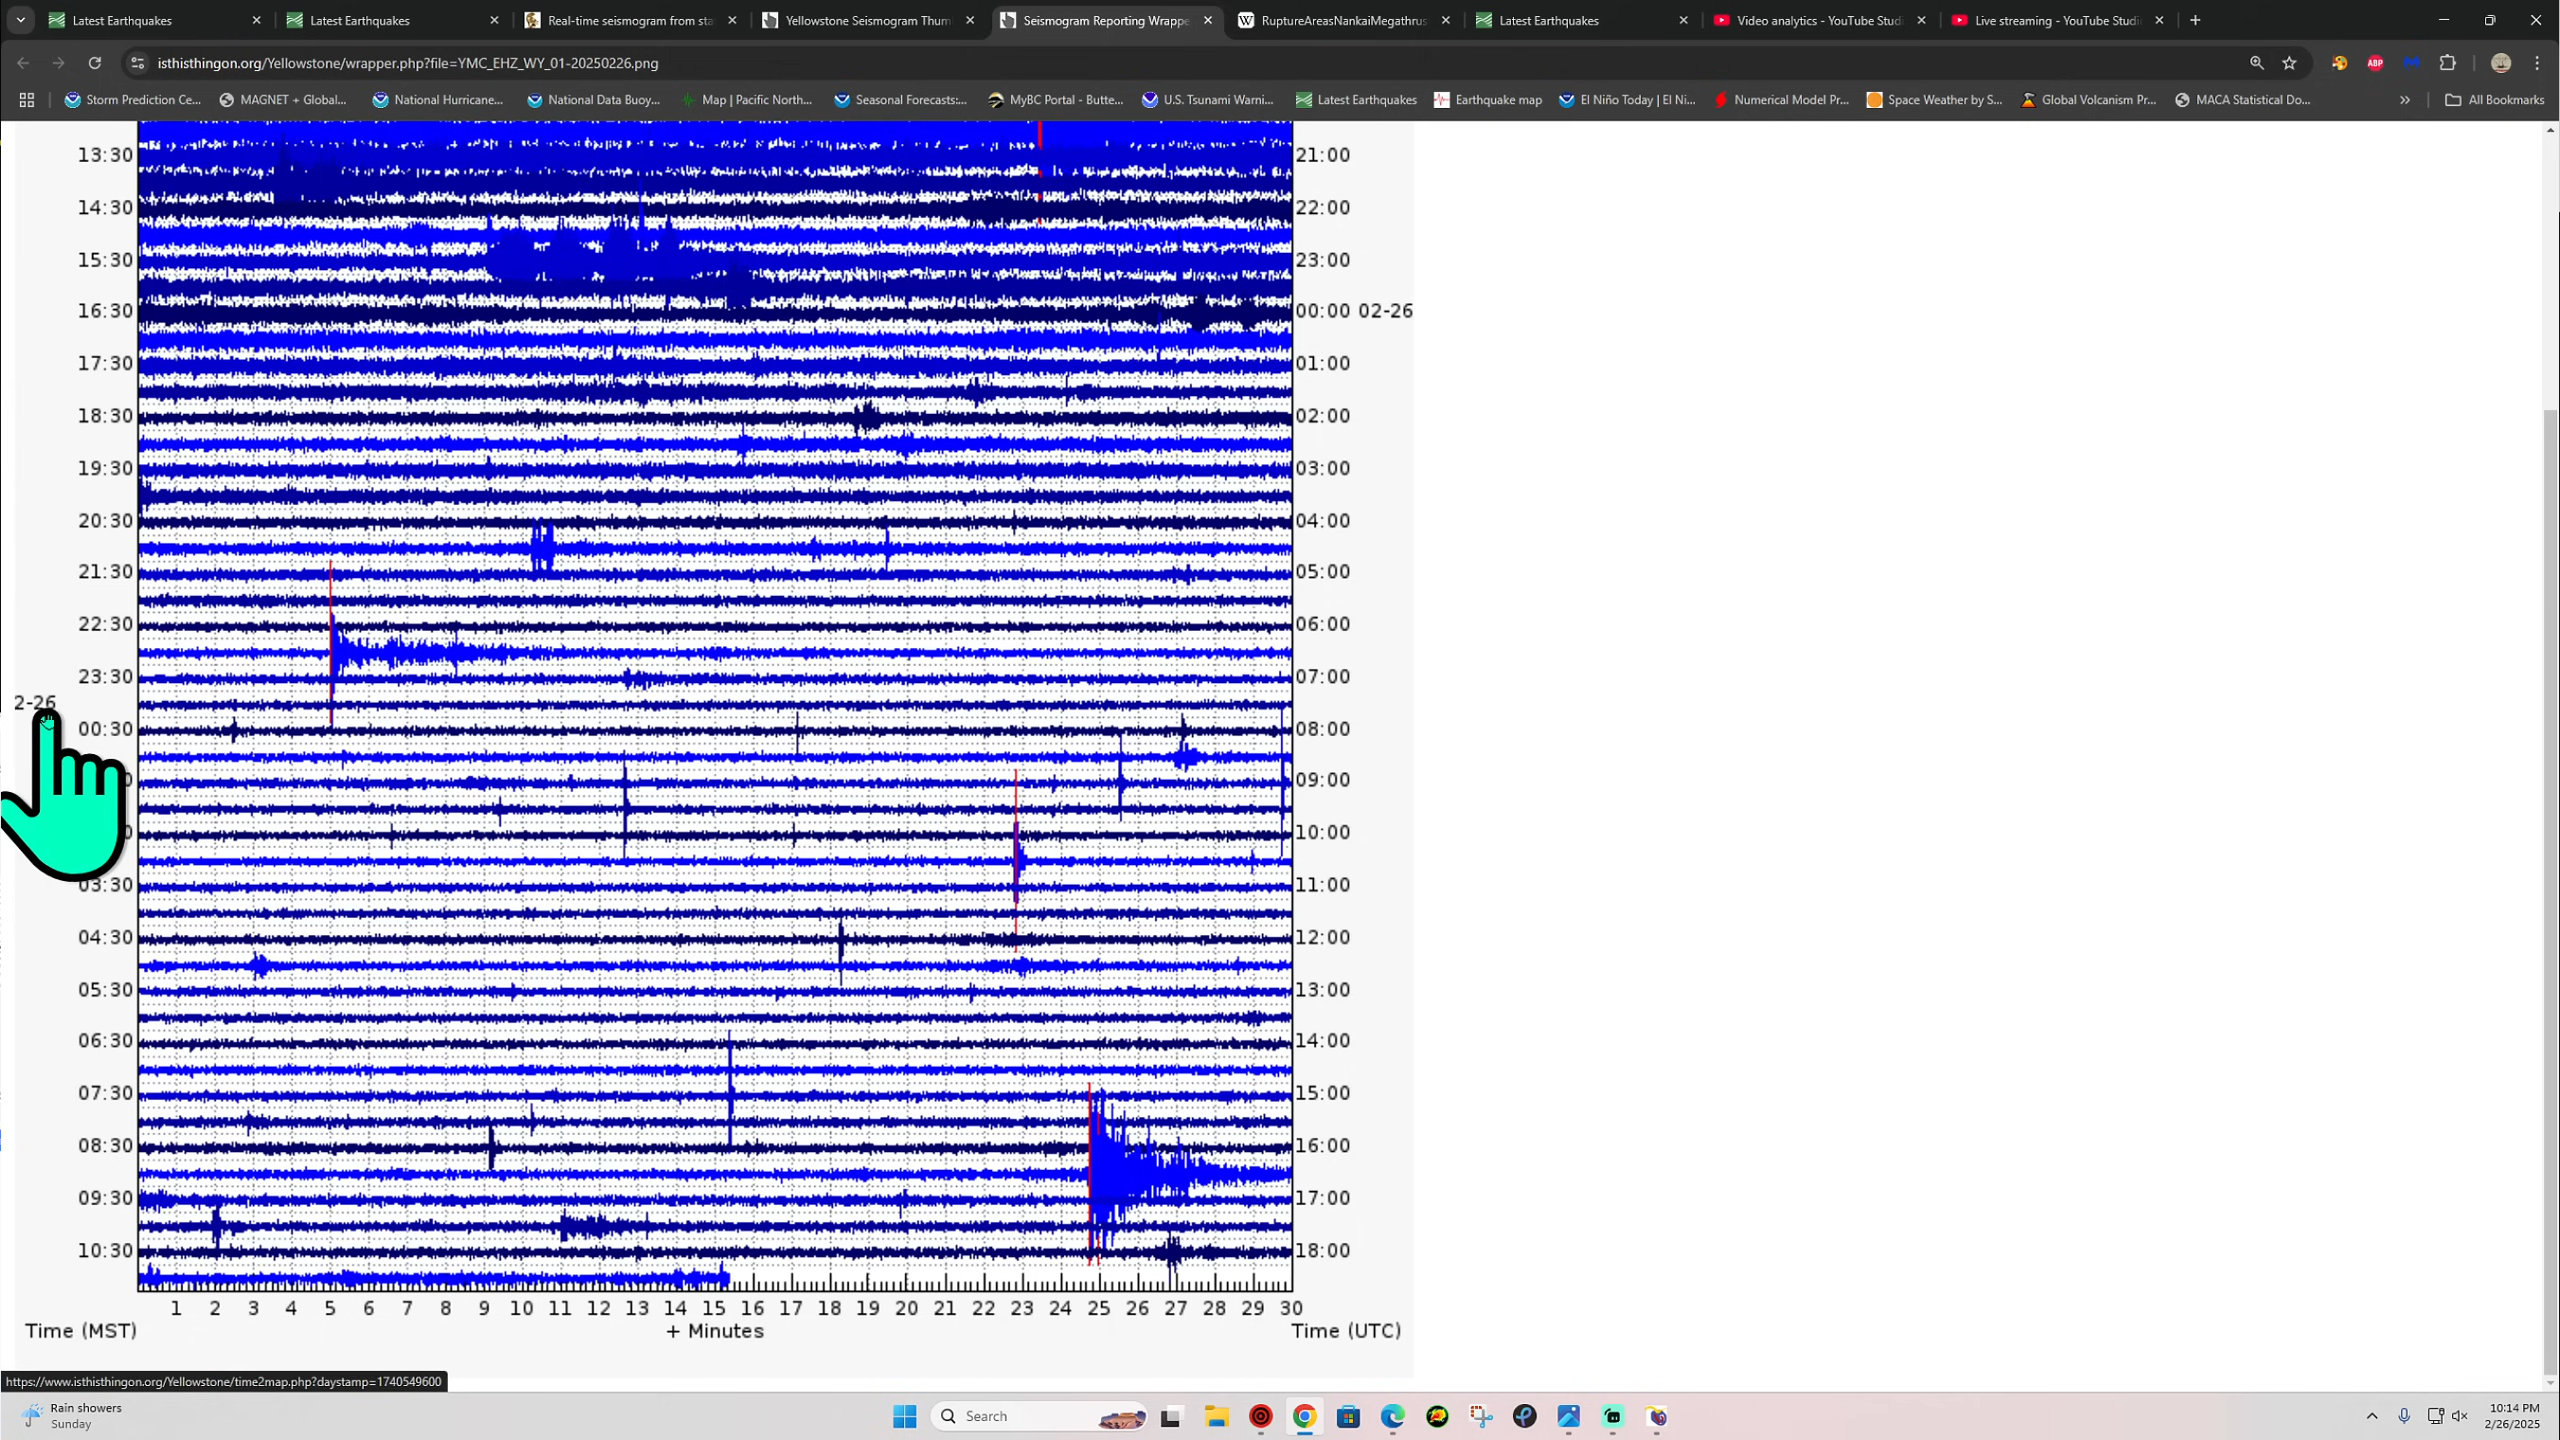 Latest Earthquakes
Latest Earthquakes
Real-time seismogram from sta
Yellowstone Seismogram Thum
Seismogram Reporting Wrappe
RuptureAreasNankaiMegathrus
Latest Earthquakes
Video analytics - YouTube Studi
Live streaming - YouTube Studi
isthisthingon.org/Yellowstone/wrapper.php?file=YMC_EHZ_WY_01-20250226.png
Storm Prediction Ce...
MAGNET + Global...
National Hurricane...
National Data Buoy...
Map | Pacific North...
Seasonal Forecasts:...
MyBC Portal - Butte...
U.S. Tsunami Warni...
Latest Earthquakes
Earthquake map
El Niño Today | El Ni...
Numerical Model Pr...
Space Weather by S...
Global Volcanism Pr...
MACA Statistical Do...
All Bookmarks
13:30 21:00
14:30 22:00
15:30 23:00
16:30 00:00 02-26
17:30 01:00
18:30 02:00
19:30 03:00
20:30 04:00
21:30 05:00
22:30 06:00
23:30 07:00
2-26
00:30 08:00
09:00
10:00
03:30 11:00
04:30 12:00
05:30 13:00
06:30 14:00
07:30 15:00
08:30 16:00
09:30 17:00
10:30 18:00
1 2 3 4 5 6 7 8 9 10 11 12 13 14 15 16 17 18 19 20 21 22 23 24 25 26 27 28 29 30
Time (MST) + Minutes Time (UTC)
https://www.isthisthingon.org/Yellowstone/time2map.php?daystamp=1740549600
Rain showers
Sunday
Search
10:14 PM
2/26/2025